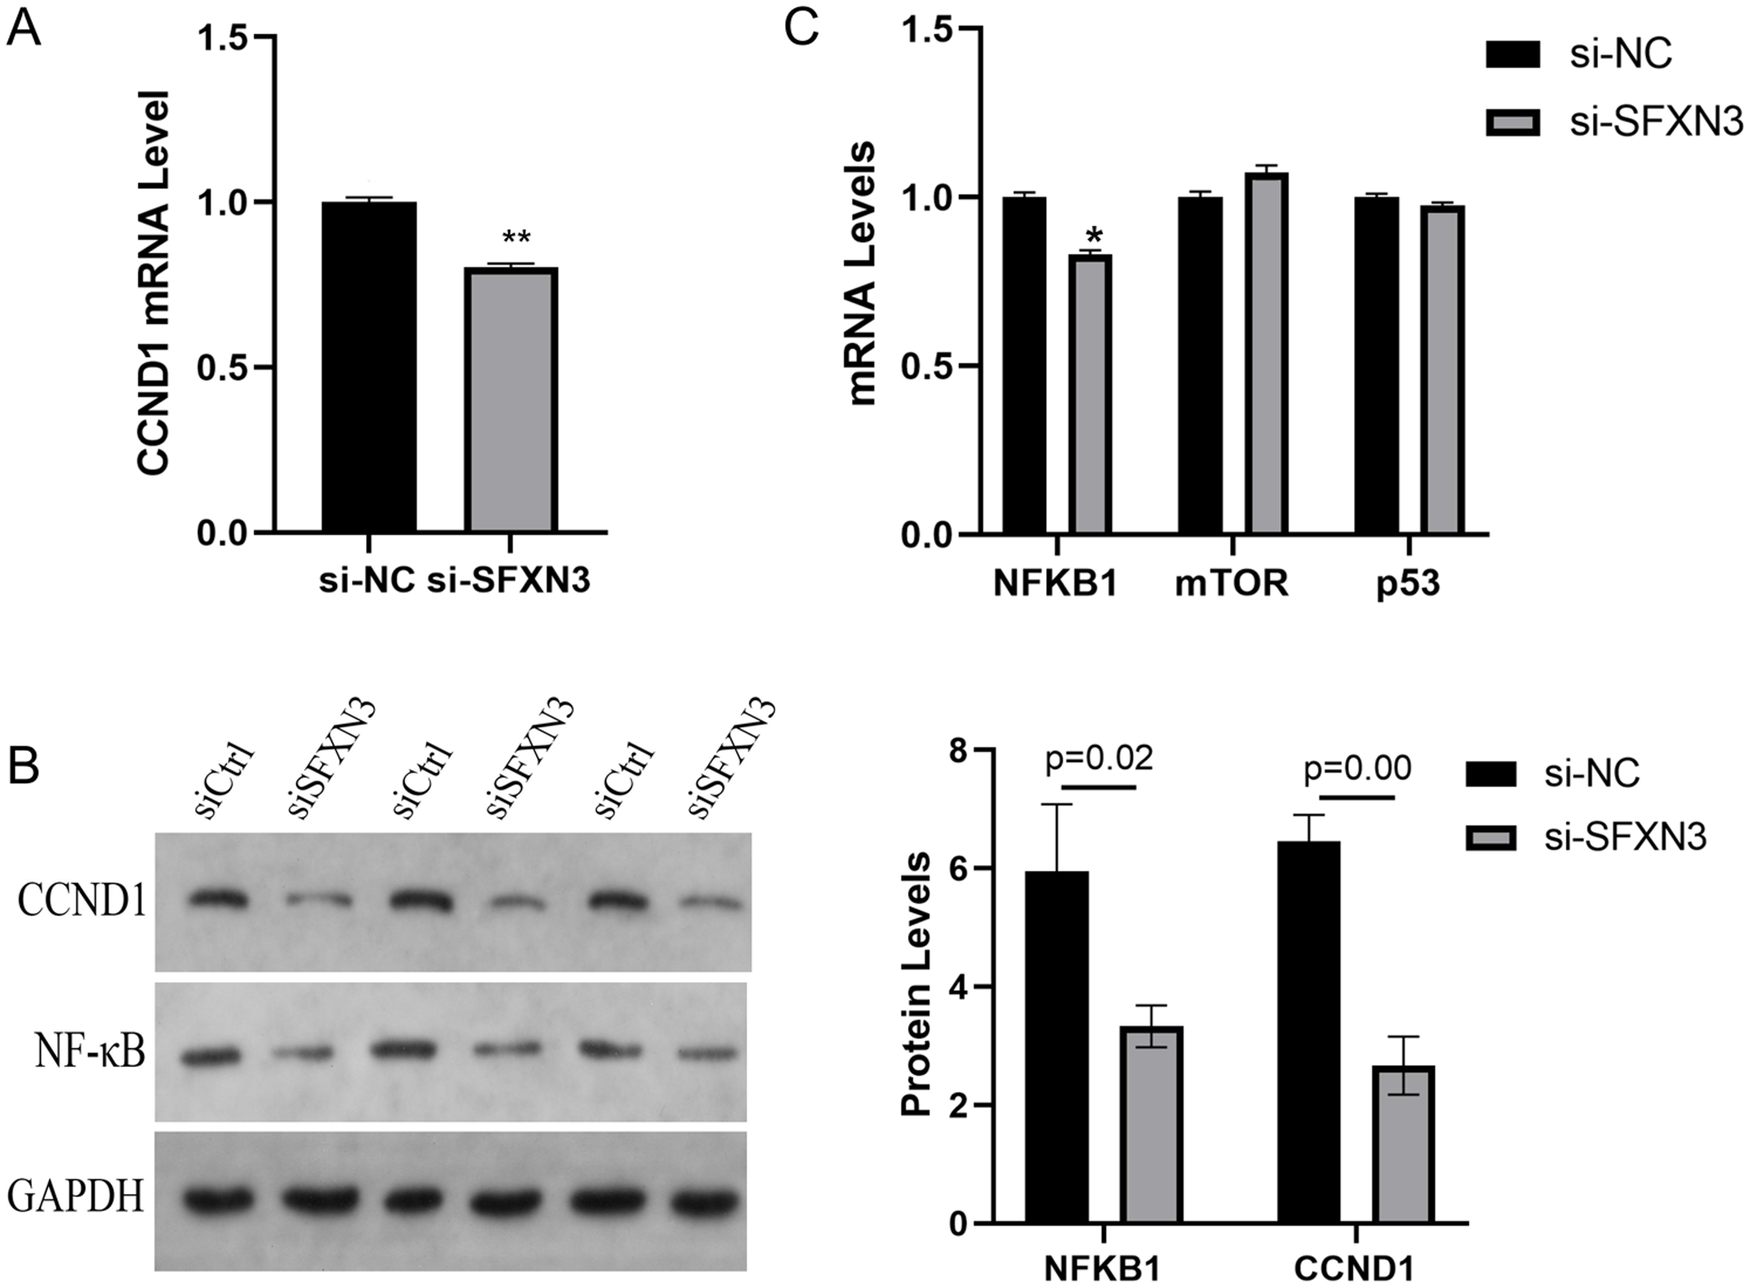 A
1.5
1.0
0.5
0.0
CCND1 mRNA Level
**
si-NC si-SFXN3
C
1.5
1.0
0.5
0.0
mRNA Levels
*
NFKB1 mTOR p53
si-NC
si-SFXN3
B
siCtrl siSFXN3 siCtrl siSFXN3 siCtrl siSFXN3
CCND1
NF-κB
GAPDH
8
6
4
2
0
Protein Levels
p=0.02 p=0.00
NFKB1 CCND1
si-NC
si-SFXN3